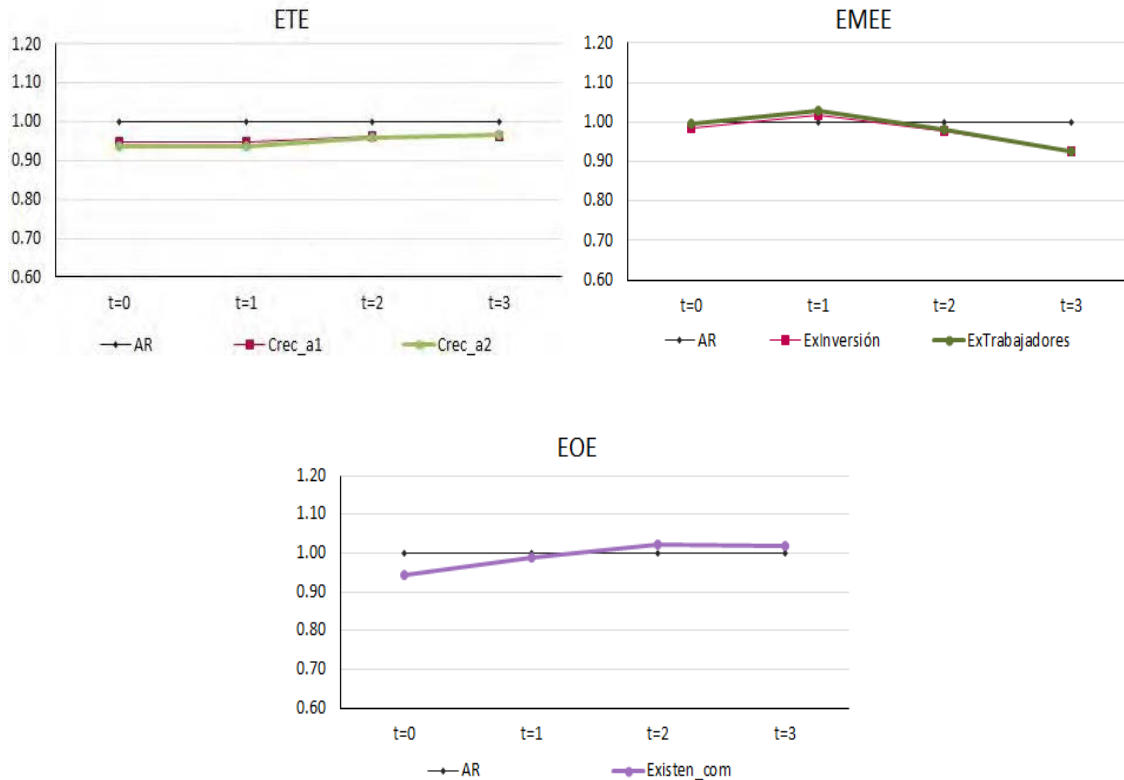 ETE
1.20
1.10
1.00
0.90
0.80
0.70
0.60
t=0 t=1 t=2 t=3
AR Crec_a1 Crec_a2
EMEE
1.20
1.10
1.00
0.90
0.80
0.70
0.60
t=0 t=1 t=2 t=3
AR ExInversión ExTrabajadores
EOE
1.20
1.10
1.00
0.90
0.80
0.70
0.60
t=0 t=1 t=2 t=3
AR Existen_com